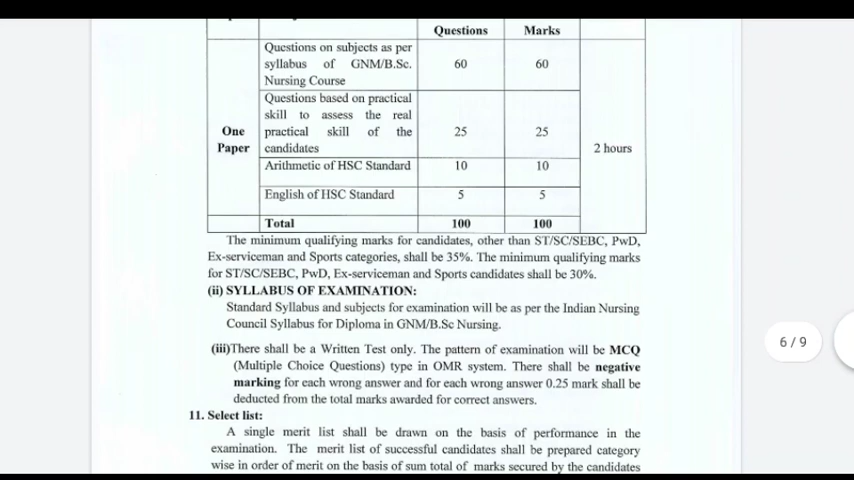 Questions Marks
Questions on subjects as per
syllabus of GNM/B.Sc.
Nursing Course
60 60
Questions based on practical
skill to assess the real
practical skill of the
candidates
25 25
One
Paper
2 hours
Arithmetic of HSC Standard 10 10
English of HSC Standard 5 5
Total 100 100
The minimum qualifying marks for candidates, other than ST/SC/SEBC, PwD,
Ex-serviceman and Sports categories, shall be 35%. The minimum qualifying marks
for ST/SC/SEBC, PwD, Ex-serviceman and Sports candidates shall be 30%.
(ii) SYLLABUS OF EXAMINATION:
Standard Syllabus and subjects for examination will be as per the Indian Nursing
Council Syllabus for Diploma in GNM/B.Sc Nursing.
(iii)There shall be a Written Test only. The pattern of examination will be MCQ
(Multiple Choice Questions) type in OMR system. There shall be negative
marking for each wrong answer and for each wrong answer 0.25 mark shall be
deducted from the total marks awarded for correct answers.
6 / 9
11. Select list:
A single merit list shall be drawn on the basis of performance in the
examination. The merit list of successful candidates shall be prepared category
wise in order of merit on the basis of sum total of marks secured by the candidates